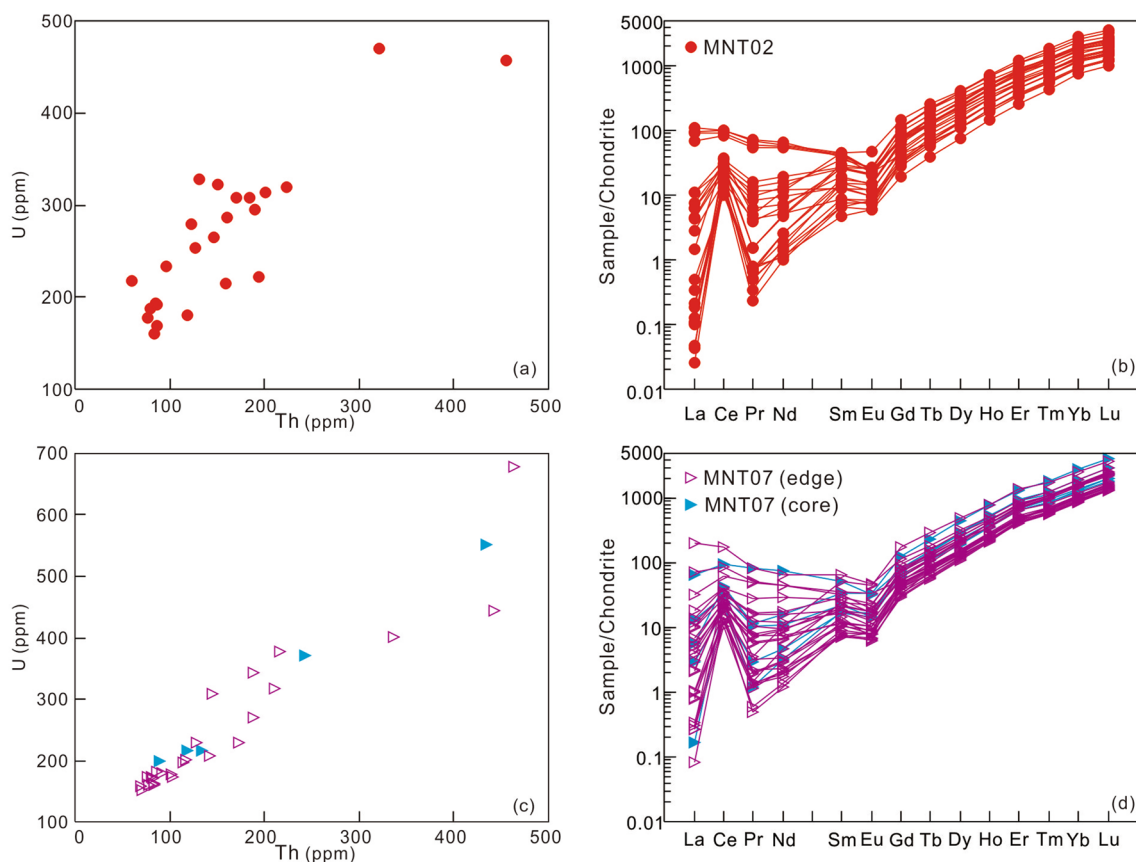 500
400
300
200
100
U (ppm)
0
100
200
300
400
500
Th (ppm)
(a)
5000
1000
100
10
1
0.1
0.01
Sample/Chondrite
MNT02
(b)
La Ce Pr Nd Sm Eu Gd Tb Dy Ho Er Tm Yb Lu
700
600
500
400
300
200
100
U (ppm)
0
100
200
300
400
500
Th (ppm)
(c)
5000
1000
100
10
1
0.1
0.01
Sample/Chondrite
MNT07 (edge)
MNT07 (core)
(d)
La Ce Pr Nd Sm Eu Gd Tb Dy Ho Er Tm Yb Lu